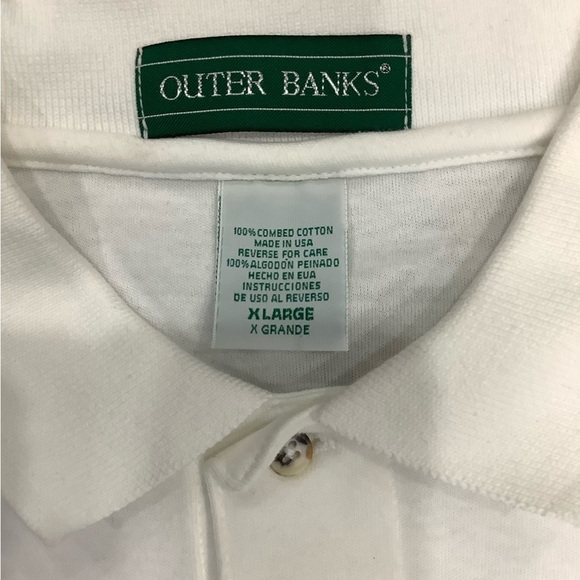 OUTER BANKS®
100% COMBED COTTON
MADE IN USA
REVERSE FOR CARE
100% ALGODON PEINADO
HECHO EN EUA
INSTRUCCIONES
DE USO AL REVERSO
XLARGE
X GRANDE